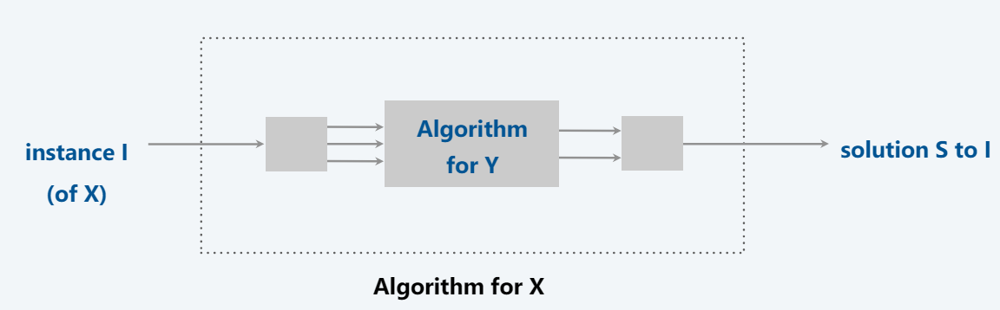 Algorithm
for Y
instance I
(of X)
solution S to I
Algorithm for X